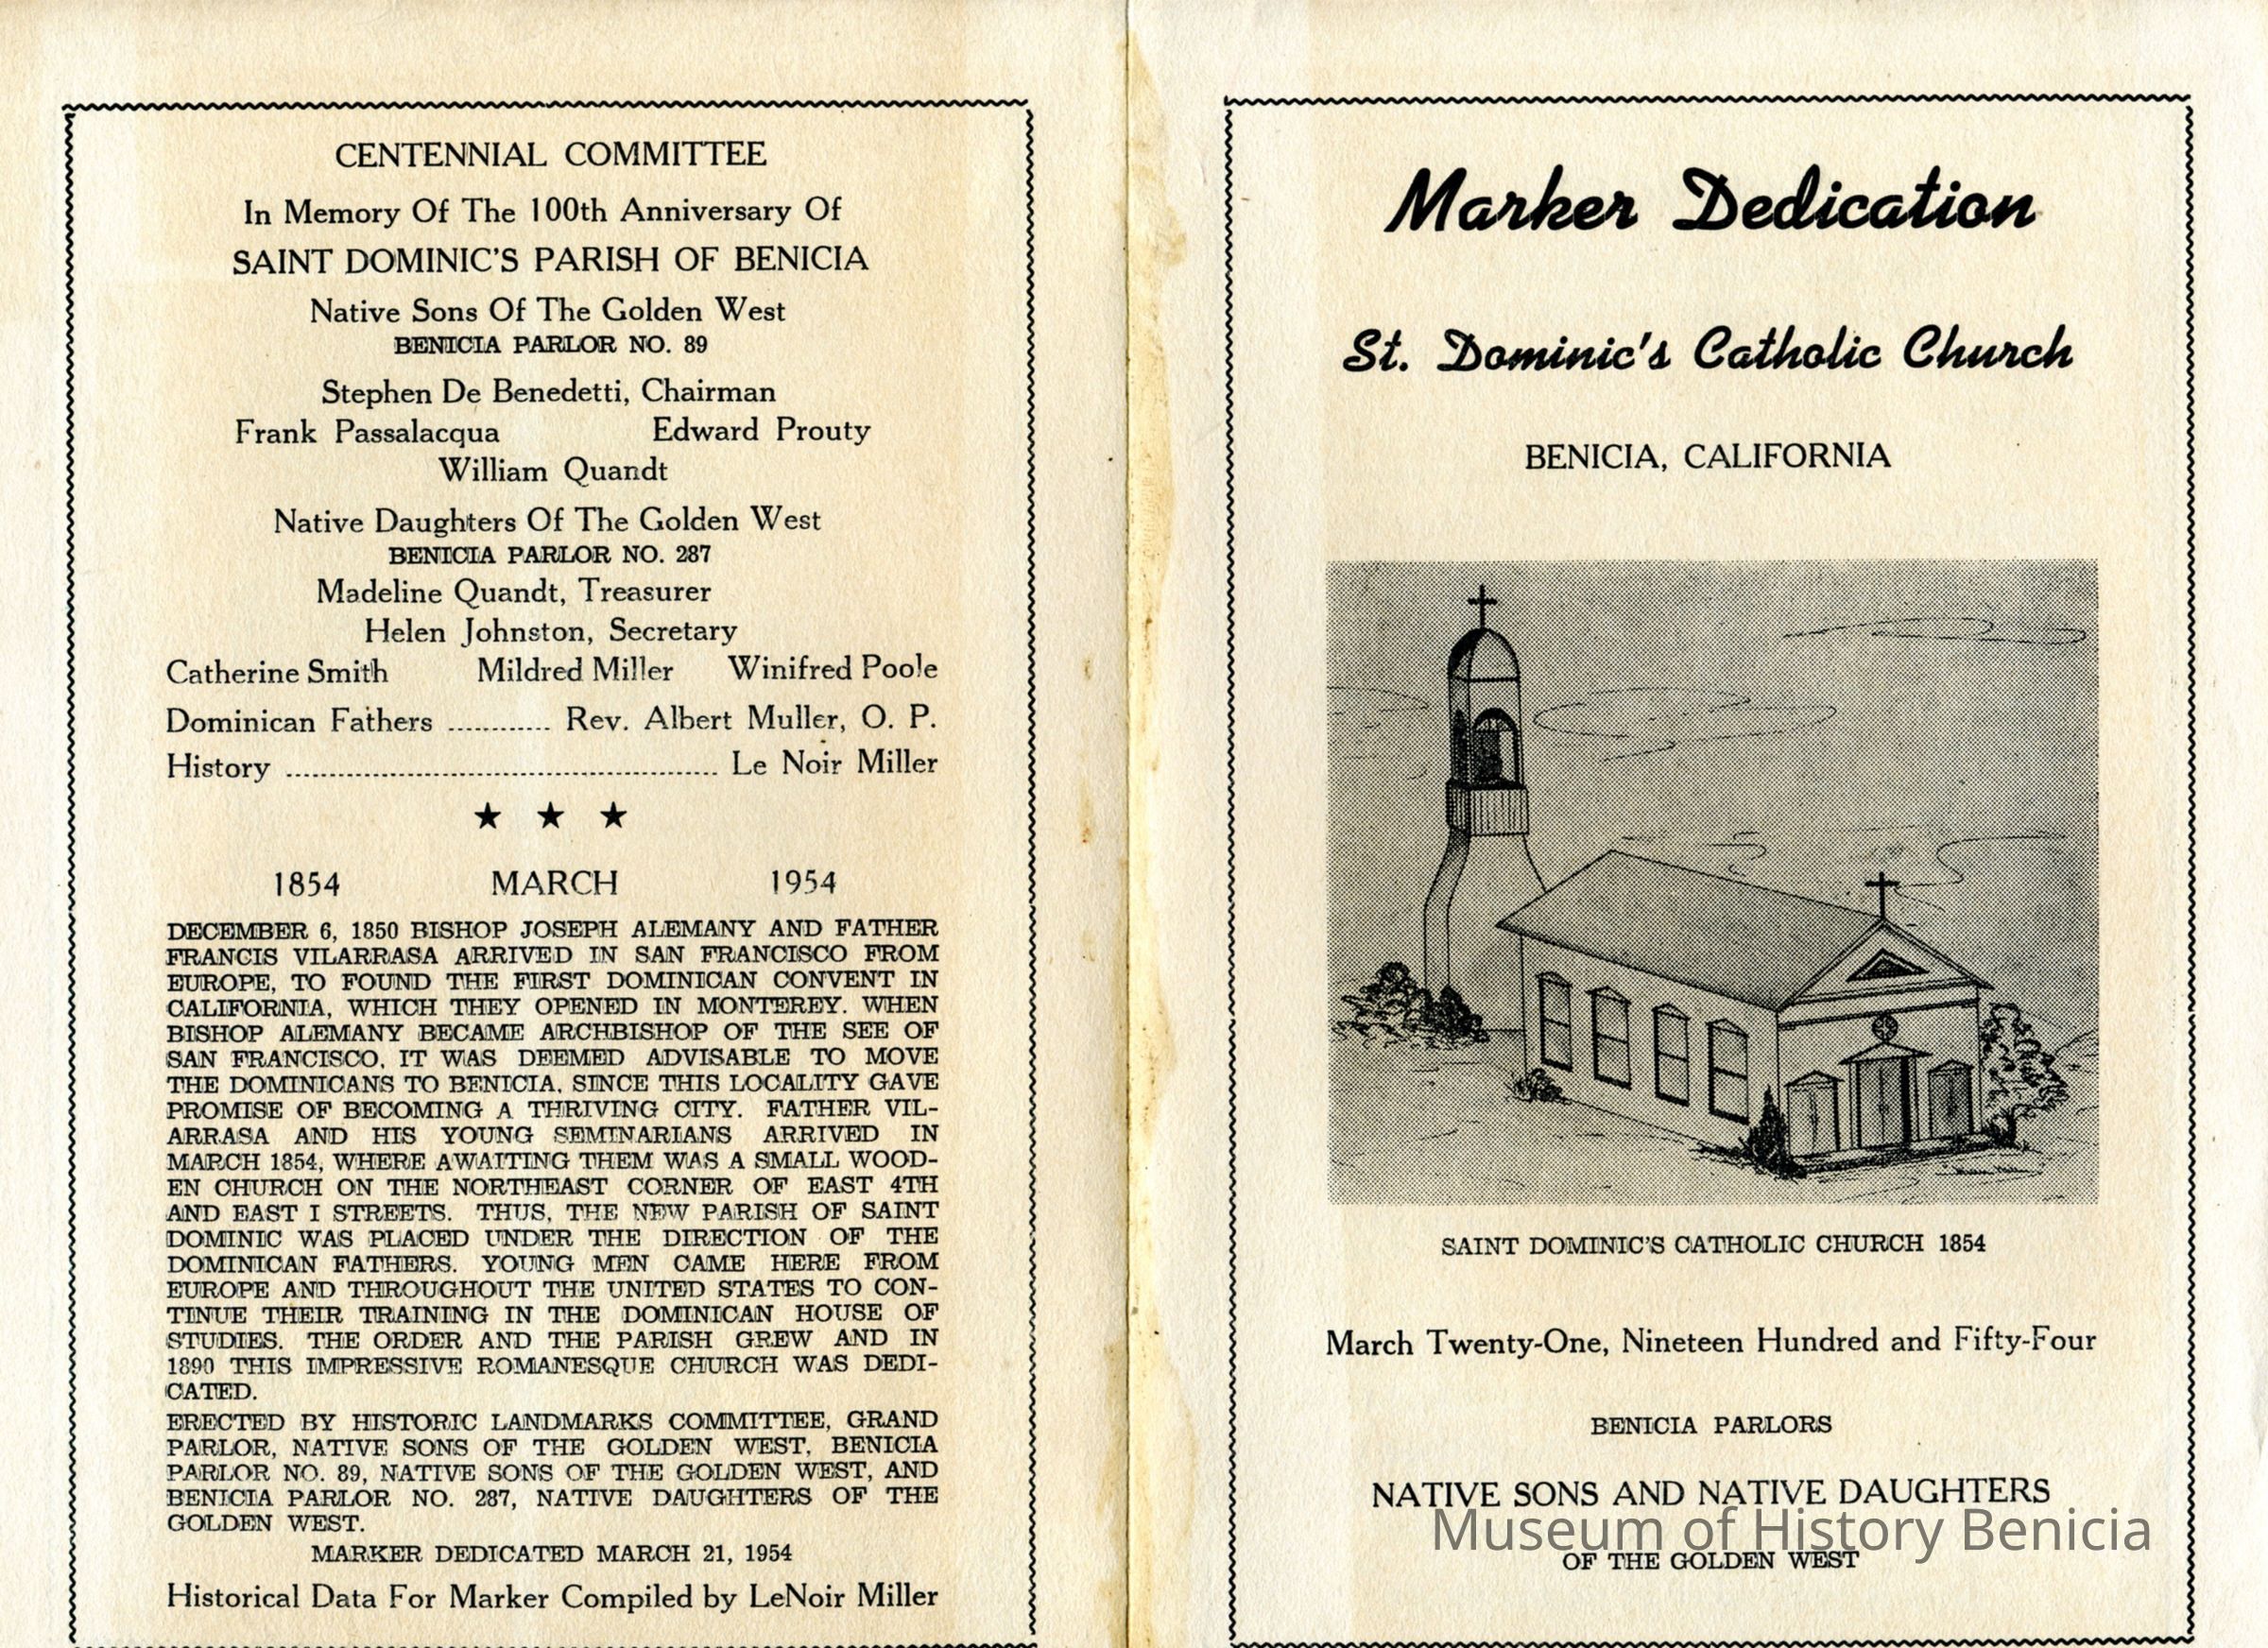 CENTENNIAL COMMITTEE
In Memory Of The 100th Anniversary Of
SAINT DOMINIC'S PARISH OF BENICIA
Native Sons Of The Golden West
BENICIA PARLOR NO. 89
Stephen De Benedetti, Chairman
Frank Passalacqua Edward Prouty
William Quandt
Native Daughters Of The Golden West
BENICIA PARLOR NO. 287
Madeline Quandt, Treasurer
Helen Johnston, Secretary
Catherine Smith Mildred Miller Winifred Poole
Dominican Fathers ............ Rev. Albert Muller, O. P.
History .................................................. Le Noir Miller
★ ★ ★
1854 MARCH 1954
DECEMBER 6, 1850 BISHOP JOSEPH ALEMANY AND FATHER
FRANCIS VILARRASA ARRIVED IN SAN FRANCISCO FROM
EUROPE, TO FOUND THE FIRST DOMINICAN CONVENT IN
CALIFORNIA, WHICH THEY OPENED IN MONTEREY. WHEN
BISHOP ALEMANY BECAME ARCHBISHOP OF THE SEE OF
SAN FRANCISCO, IT WAS DEEMED ADVISABLE TO MOVE
THE DOMINICANS TO BENICIA, SINCE THIS LOCALITY GAVE
PROMISE OF BECOMING A THRIVING CITY. FATHER VIL-
ARRASA AND HIS YOUNG SEMINARIANS ARRIVED IN
MARCH 1854, WHERE AWAITING THEM WAS A SMALL WOOD-
EN CHURCH ON THE NORTHEAST CORNER OF EAST 4TH
AND EAST I STREETS. THUS, THE NEW PARISH OF SAINT
DOMINIC WAS PLACED UNDER THE DIRECTION OF THE
DOMINICAN FATHERS. YOUNG MEN CAME HERE FROM
EUROPE AND THROUGHOUT THE UNITED STATES TO CON-
TINUE THEIR TRAINING IN THE DOMINICAN HOUSE OF
STUDIES. THE ORDER AND THE PARISH GREW AND IN
1890 THIS IMPRESSIVE ROMANESQUE CHURCH WAS DEDI-
CATED.
ERECTED BY HISTORIC LANDMARKS COMMITTEE, GRAND
PARLOR, NATIVE SONS OF THE GOLDEN WEST, BENICIA
PARLOR NO. 89, NATIVE SONS OF THE GOLDEN WEST, AND
BENICIA PARLOR NO. 287, NATIVE DAUGHTERS OF THE
GOLDEN WEST.
MARKER DEDICATED MARCH 21, 1954
Historical Data For Marker Compiled by LeNoir Miller
Marker Dedication
St. Dominic's Catholic Church
BENICIA, CALIFORNIA
SAINT DOMINIC'S CATHOLIC CHURCH 1854
March Twenty-One, Nineteen Hundred and Fifty-Four
BENICIA PARLORS
NATIVE SONS AND NATIVE DAUGHTERS
Museum of History Benicia
OF THE GOLDEN WEST